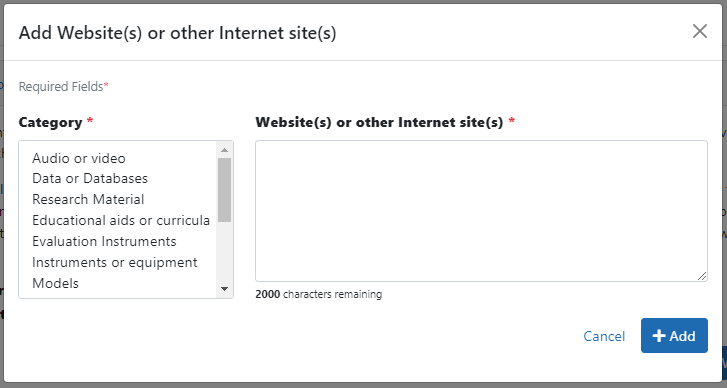 Add Website(s) or other Internet site(s)
Required Fields*
Category *
Website(s) or other Internet site(s) *
Audio or video
Data or Databases
Research Material
Educational aids or curricula
Evaluation Instruments
Instruments or equipment
Models
2000 characters remaining
Cancel
+ Add